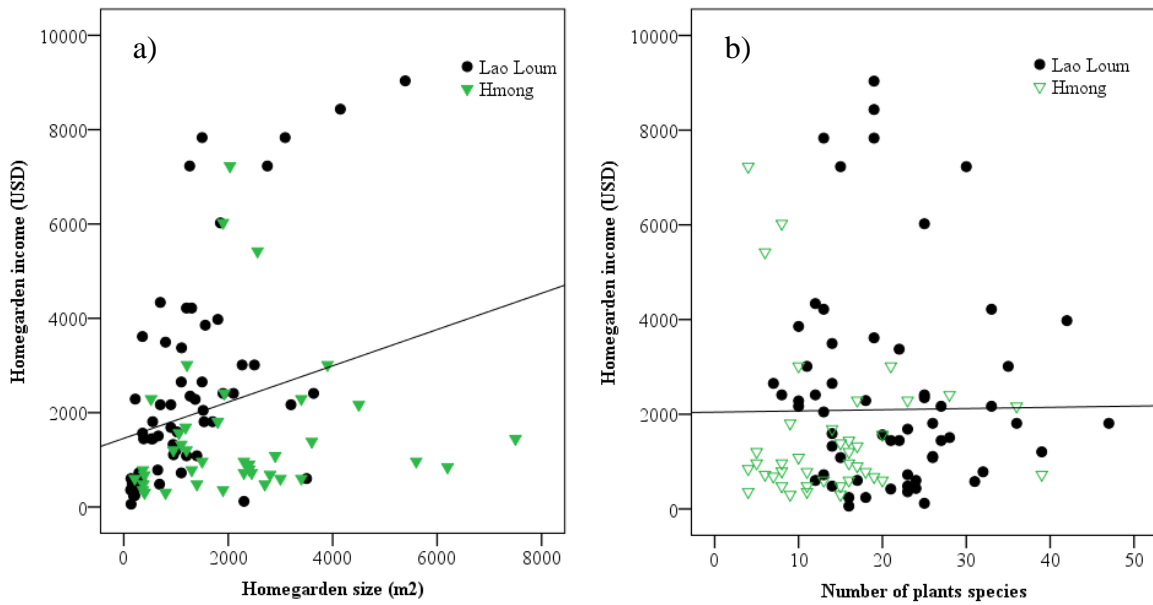 a)
Lao Loum
Hmong
10000
8000
6000
4000
2000
0
Homegarden income (USD)
0 2000 4000 6000 8000
Homegarden size (m2)
b)
Lao Loum
Hmong
10000
8000
6000
4000
2000
0
Homegarden income (USD)
0 10 20 30 40 50
Number of plants species